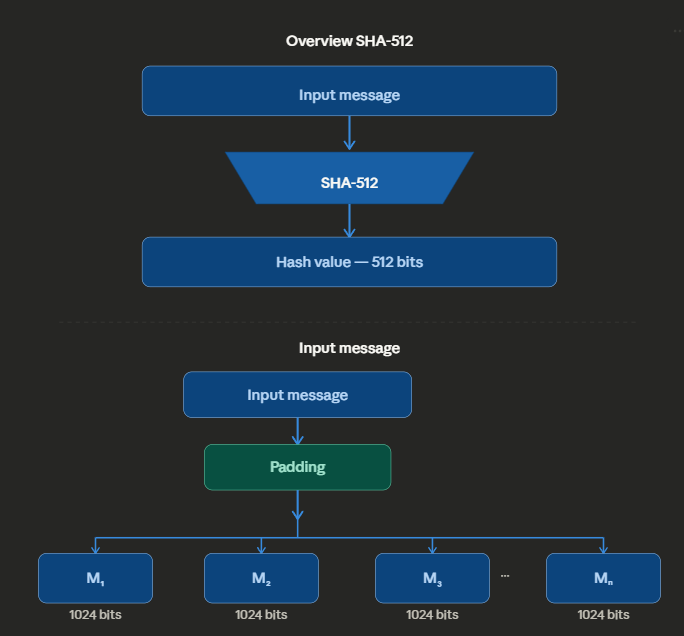 Overview SHA-512
Input message
SHA-512
Hash value — 512 bits
Input message
Input message
Padding
M₁ M₂ M₃ ... Mₙ
1024 bits 1024 bits 1024 bits 1024 bits